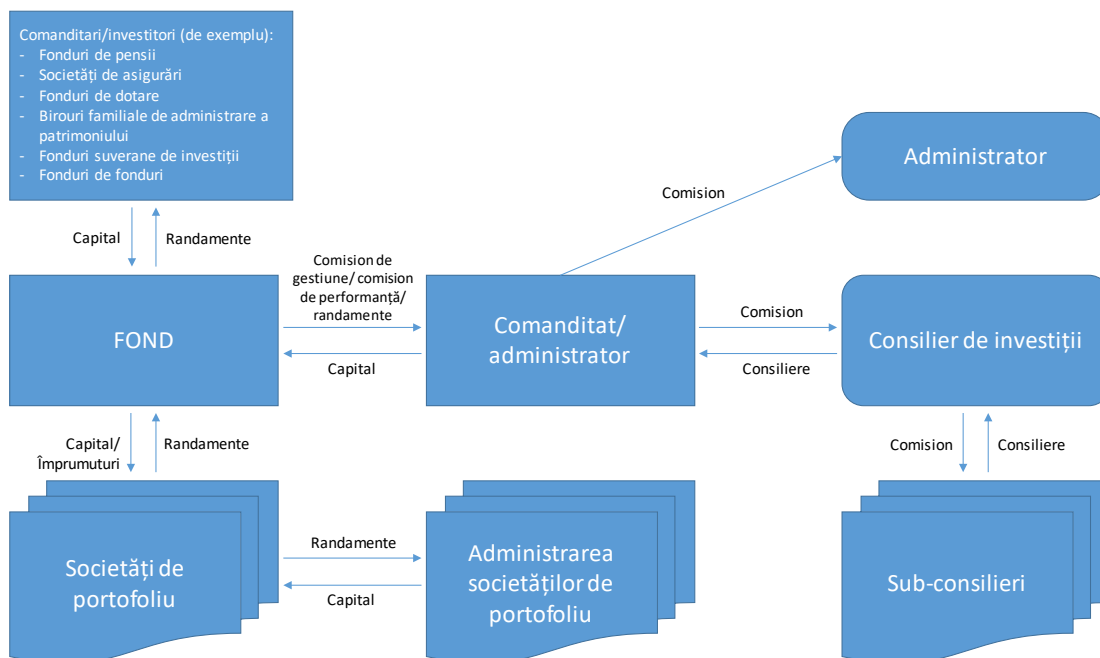 Comanditari/investitori (de exemplu):
- Fonduri de pensii
- Societăți de asigurări
- Fonduri de dotare
- Birouri familiale de administrare a
patrimoniului
- Fonduri suverane de investiții
- Fonduri de fonduri
Administrator
Comision
Capital
Randamente
Comision de
gestiune/ comision
de performanță/
randamente
FOND
Comanditat/
administrator
Comision
Consilier de investiții
Capital
Consiliere
Capital/
Împrumuturi
Randamente
Comision
Consiliere
Societăți de
portofoliu
Randamente
Capital
Administrarea
societăților de
portofoliu
Sub-consilieri